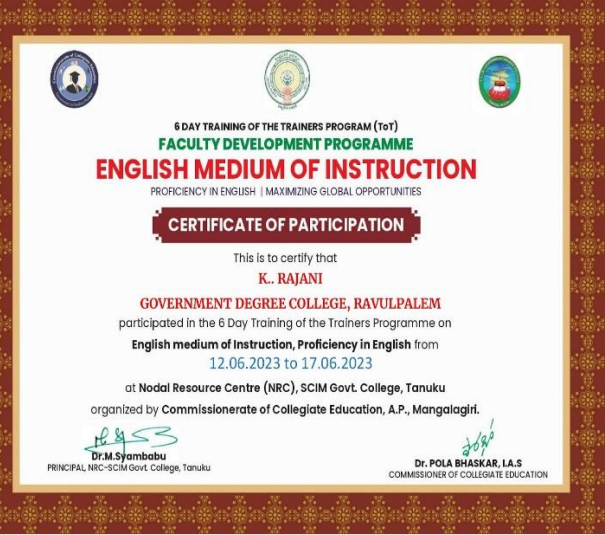 6 DAY TRAINING OF THE TRAINERS PROGRAM (ToT)
FACULTY DEVELOPMENT PROGRAMME
ENGLISH MEDIUM OF INSTRUCTION
PROFICIENCY IN ENGLISH | MAXIMIZING GLOBAL OPPORTUNITIES
CERTIFICATE OF PARTICIPATION
This is to certify that
K.. RAJANI
GOVERNMENT DEGREE COLLEGE, RAVULPALEM
participated in the 6 Day Training of the Trainers Programme on
English medium of Instruction, Proficiency in English from
12.06.2023 to 17.06.2023
at Nodal Resource Centre (NRC), SCIM Govt. College, Tanuku
organized by Commissionerate of Collegiate Education, A.P., Mangalagiri.
Dr.M.Syambabu
PRINCIPAL, NRC-SCIM Govt. College, Tanuku
Dr. POLA BHASKAR, I.A.S
COMMISSIONER OF COLLEGIATE EDUCATION